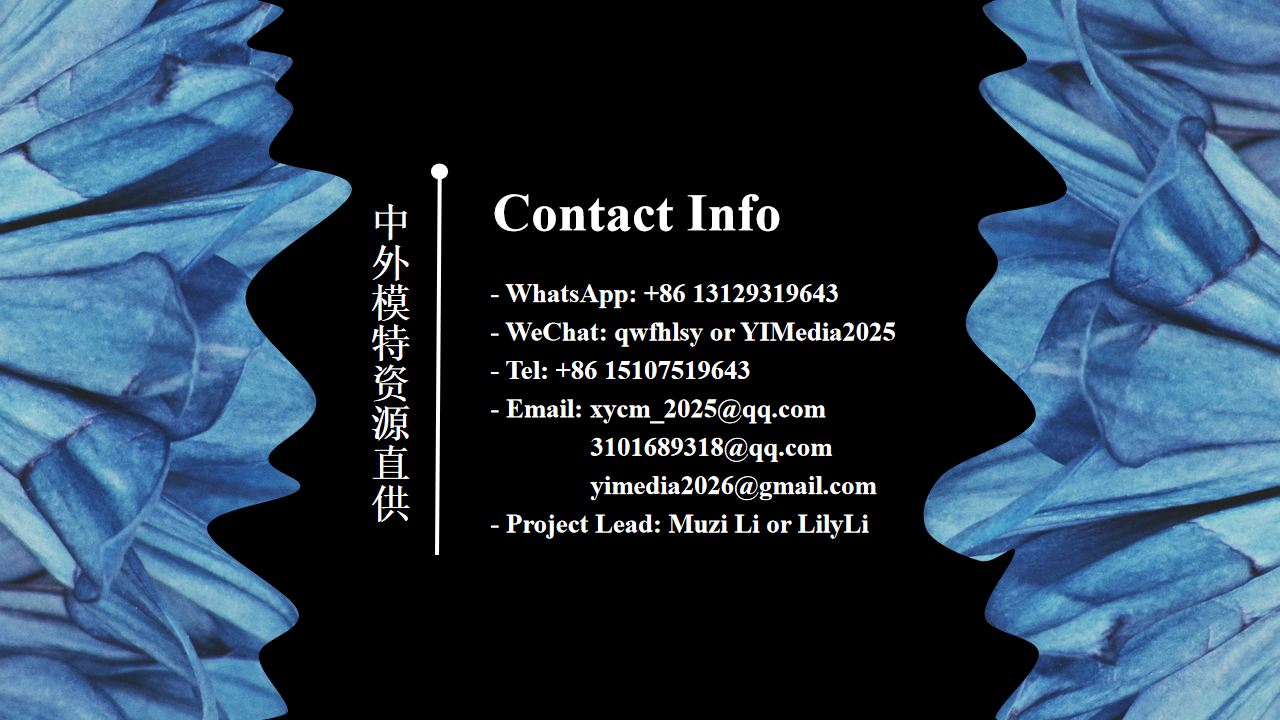 中外模特资源直供
Contact Info
- WhatsApp: +86 13129319643
- WeChat: qwfhlsy or YIMedia2025
- Tel: +86 15107519643
- Email: xycm_2025@qq.com
3101689318@qq.com
yimedia2026@gmail.com
- Project Lead: Muzi Li or LilyLi